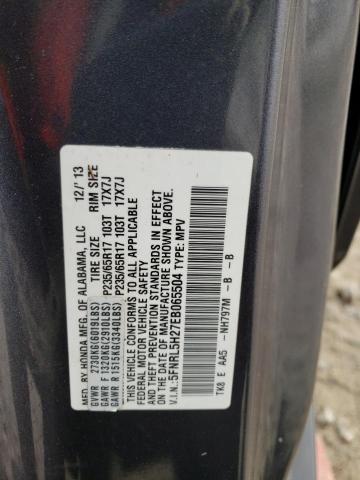 MFD. BY HONDA MFG. OF ALABAMA, LLC 12/ 13
TIRE SIZE RIM SIZE
GVWR 2730KG(6019LBS)
GAWR F 1320KG(2910LBS) P235/65R17 103T 17X7J
GAWR R 1515KG(3340LBS) P235/65R17 103T 17X7J
THIS VEHICLE CONFORMS TO ALL APPLICABLE
FEDERAL MOTOR VEHICLE SAFETY
AND THEFT PREVENTION STANDARDS IN EFFECT
ON THE DATE OF MANUFACTURE SHOWN ABOVE.
V.I.N.:5FNRL5H27EB065504 TYPE: MPV
TK8 E AA5 -NH797M -B -B